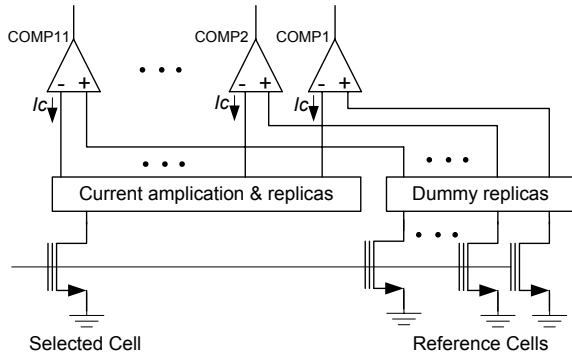 COMP11
COMP2
COMP1
- +
- +
- +
Ic
Ic
Ic
Current amplication & replicas
Dummy replicas
Selected Cell
Reference Cells